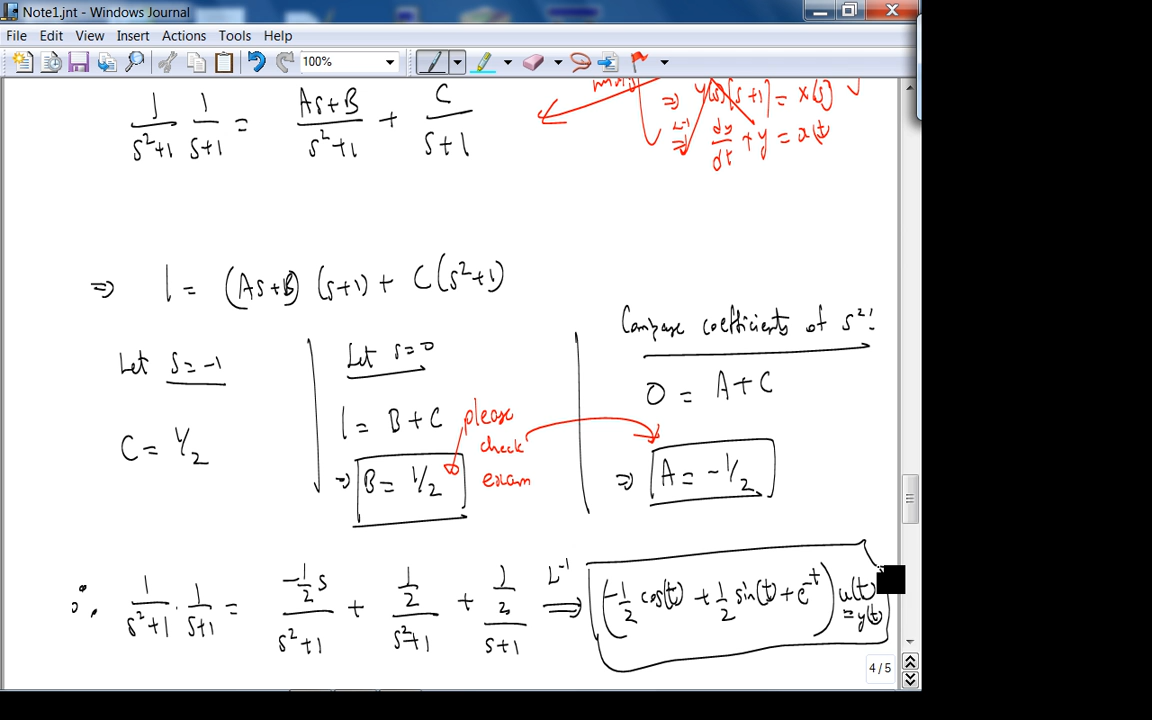 Note1.jnt - Windows Journal
File Edit View Insert Actions Tools Help
100%
1/(s²+1) 1/(s+1) = (As+B)/(s²+1) + C/(s+1)
⇒ Y(s)[s+1] = X(s) ✓
L⁻¹ ⇒ dy/dt + y = x(t)
⇒ 1 = (As+B) (s+1) + C(s²+1)
Let s = -1
C = 1/2
Let s=0
1 = B + C
⇒ B = 1/2
please
check
exam
Compare coefficients of s²:
0 = A + C
⇒ A = -1/2
∴ 1/(s²+1) · 1/(s+1) = (-1/2 s)/(s²+1) + (1/2)/(s²+1) + (1/2)/(s+1) L⁻¹ ⇒ (-1/2 cos(t) + 1/2 sin(t) + e^-t) u(t)
= y(t)
4/5